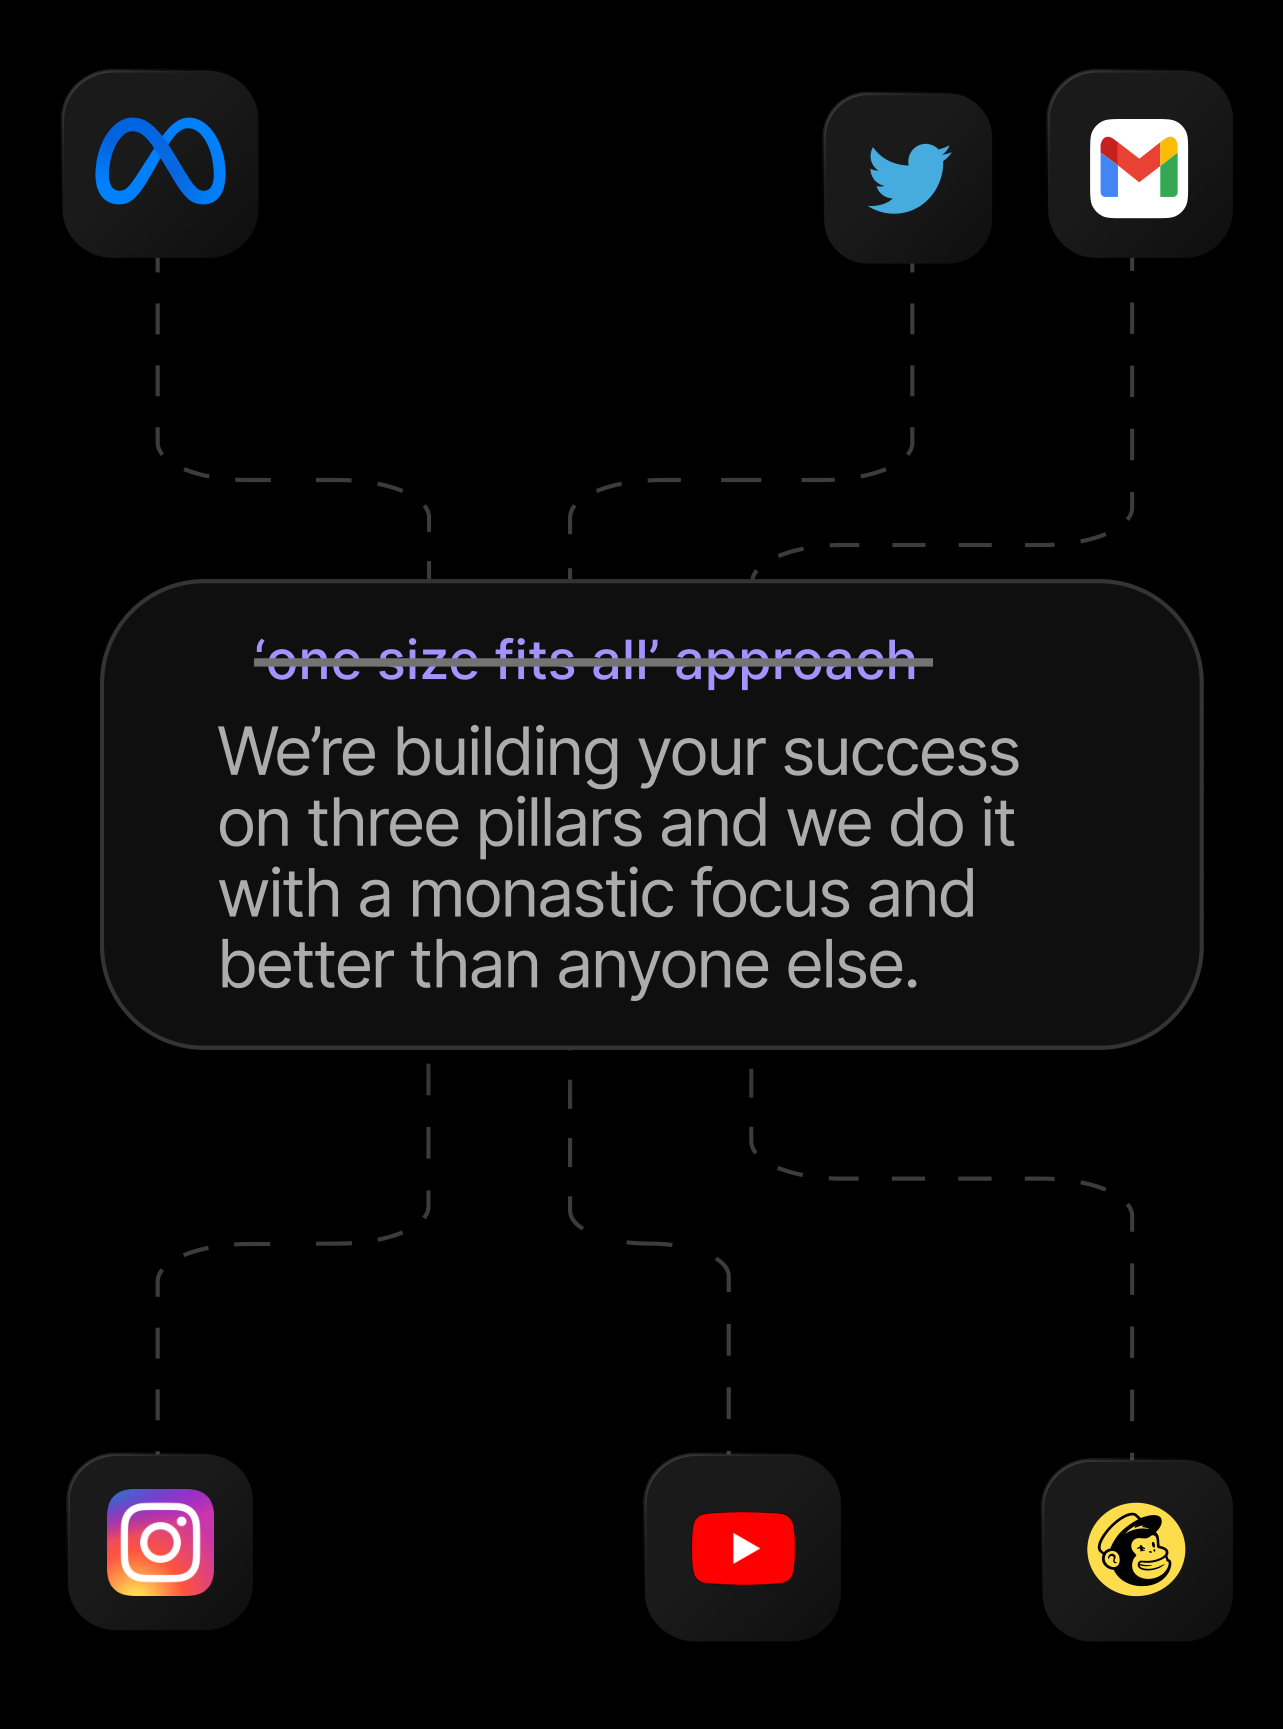 ‘one size fits all’ approach
We’re building your success
on three pillars and we do it
with a monastic focus and
better than anyone else.